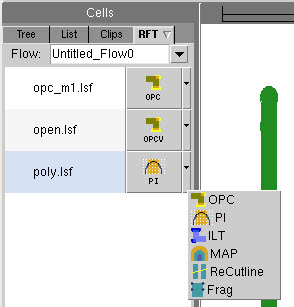 Cells
Tree List Clips RFT
Flow: Untitled_Flow0
opc_m1.lsf OPC
open.lsf OPCV
poly.lsf PI
OPC
PI
ILT
MAP
ReCutline
Frag